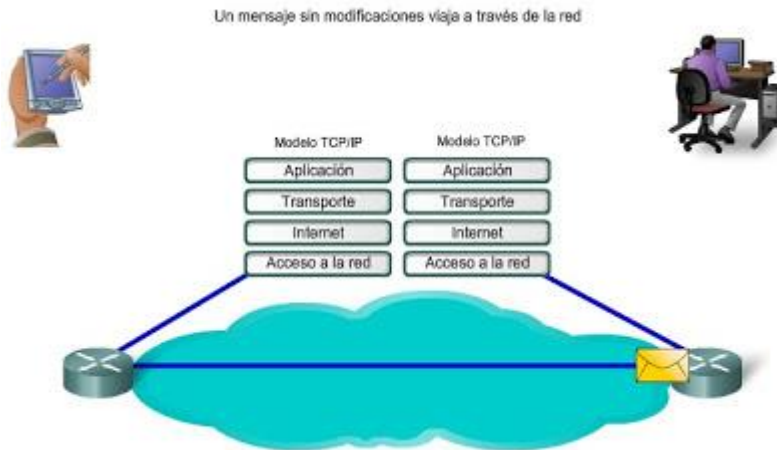 Un mensaje sin modificaciones viaja a través de la red
Modelo TCP/IP
Aplicación
Transporte
Internet
Acceso a la red
Modelo TCP/IP
Aplicación
Transporte
Internet
Acceso a la red